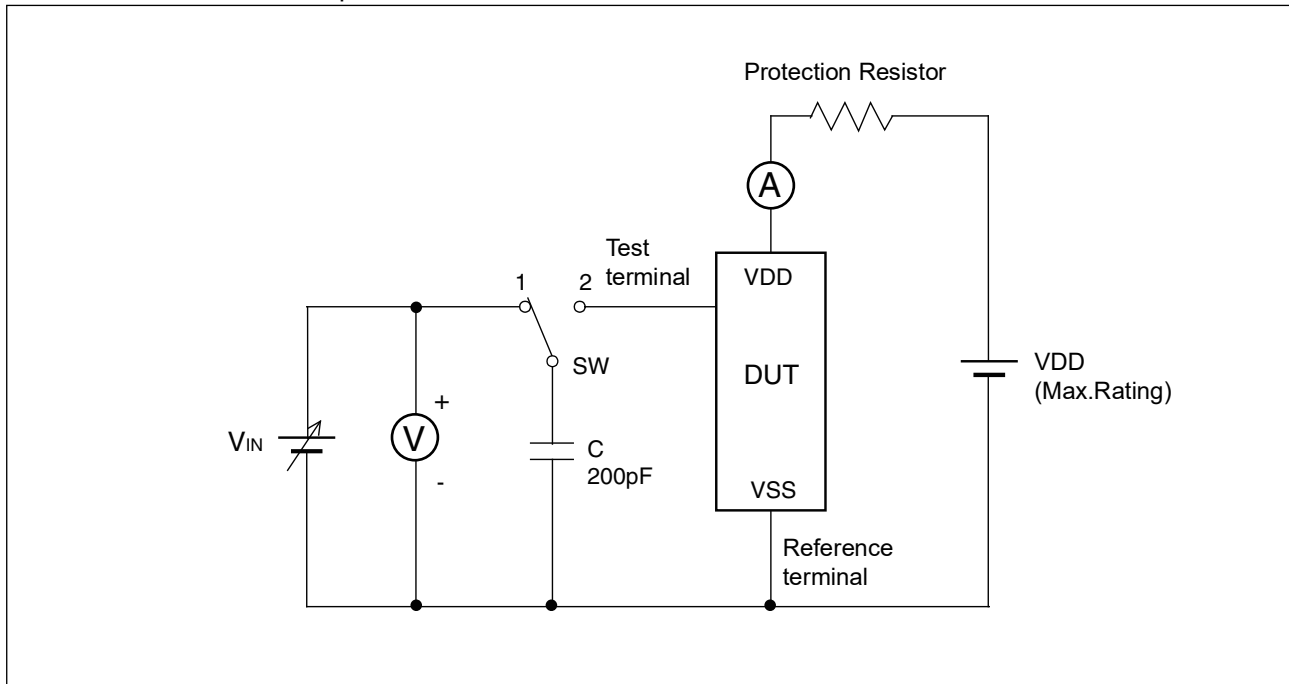 Protection Resistor
A
Test
terminal
VDD
1
2
SW
DUT
VDD
(Max.Rating)
VIN
+
V
-
C
200pF
VSS
Reference
terminal